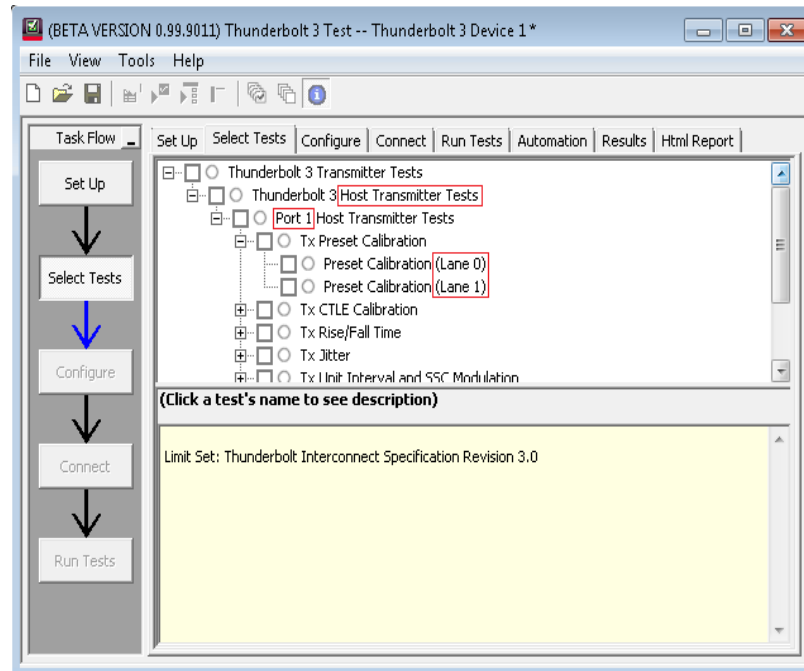 (BETA VERSION 0.99.9011) Thunderbolt 3 Test -- Thunderbolt 3 Device 1 *
File View Tools Help
Task Flow
Set Up Select Tests Configure Connect Run Tests Automation Results Html Report
Set Up
Select Tests
Configure
Connect
Run Tests
Thunderbolt 3 Transmitter Tests
Thunderbolt 3 Host Transmitter Tests
Port 1 Host Transmitter Tests
Tx Preset Calibration
Preset Calibration (Lane 0)
Preset Calibration (Lane 1)
Tx CTLE Calibration
Tx Rise/Fall Time
Tx Jitter
Tx Unit Interval and SSC Modulation
(Click a test's name to see description)
Limit Set: Thunderbolt Interconnect Specification Revision 3.0